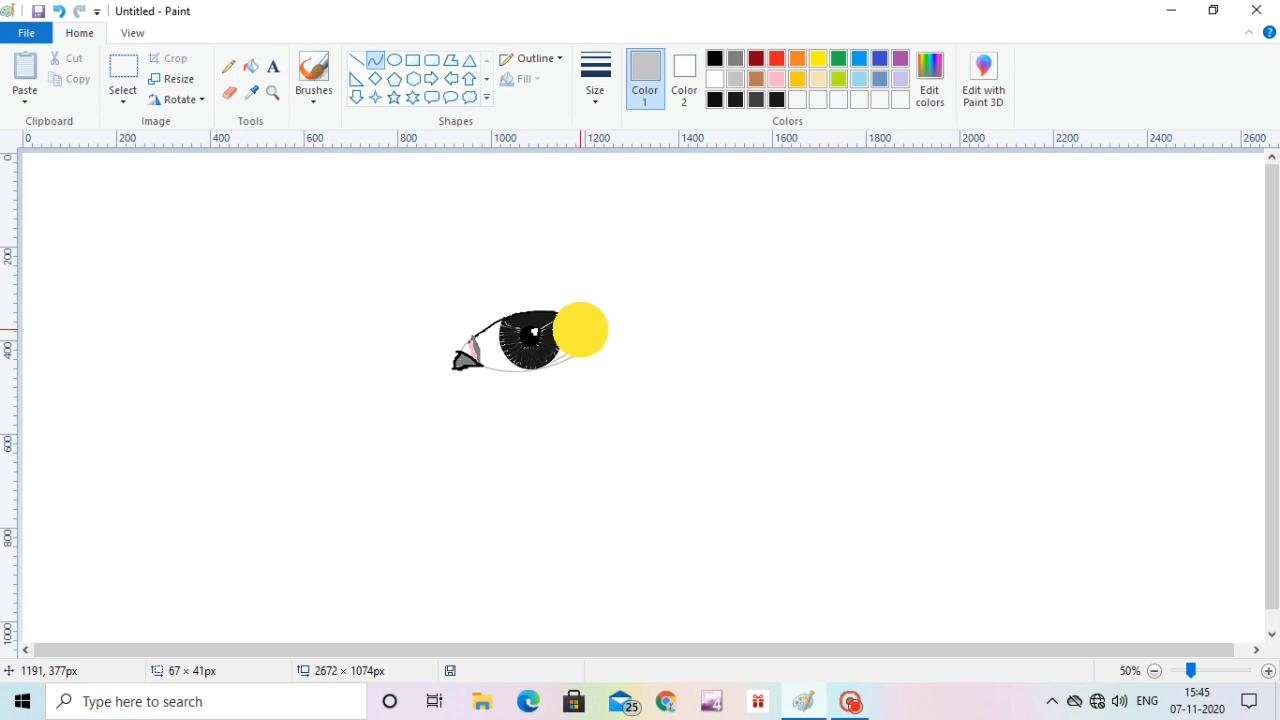 Untitled - Paint
File
Home
View
Paste
Cut
Copy
Clipboard
Select
Crop
Resize
Rotate
Image
A
Tools
Brushes
Outline
Fill
Shapes
Size
Color 1
Color 2
Edit colors
Colors
Edit with Paint 3D
0 200 400 600 800 1000 1200 1400 1600 1800 2000 2200 2400 2600
0
200
400
600
800
1000
1191, 377px
67 × 41px
2672 × 1074px
50%
Type here to search
25
4
ENG
15:45
07-11-2020